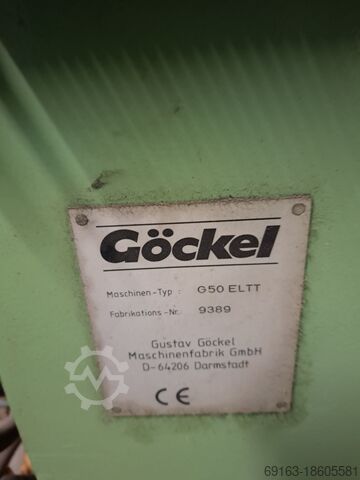 Göckel
Maschinen-Typ : G50 ELTT
Fabrikations-Nr.: 9389
Gustav Göckel
Maschinenfabrik GmbH
D-64206 Darmstadt
CE
69163-18605581